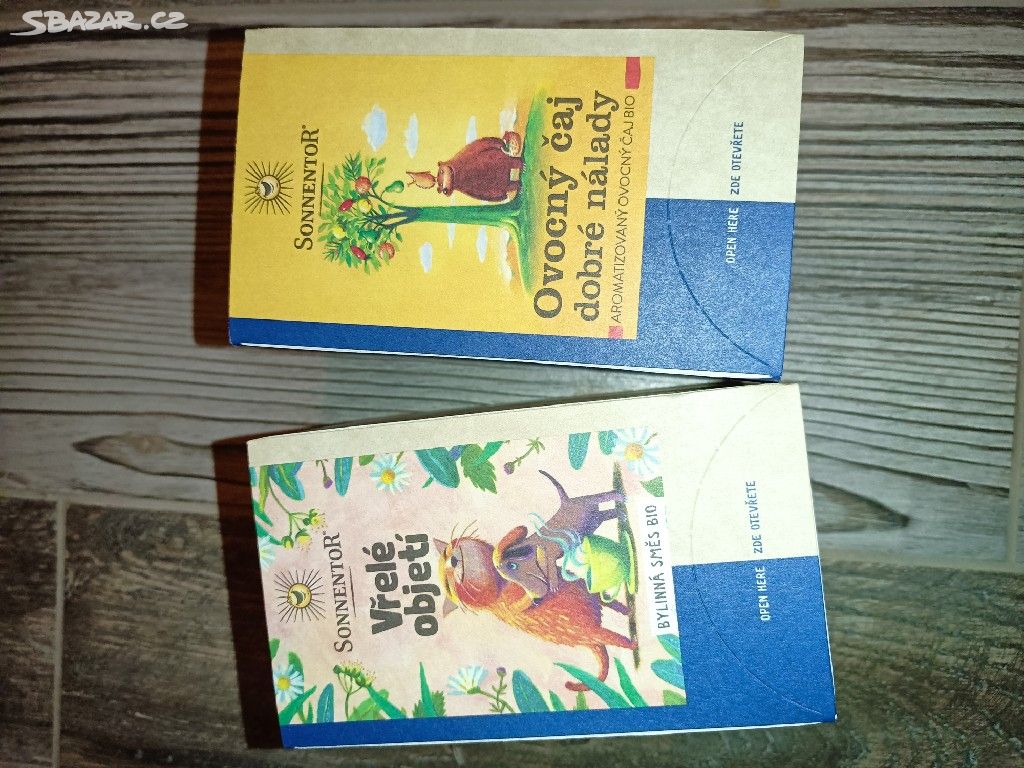 SBAZAR.CZ
SONNENTOR®
Ovocný čaj
dobré nálady
AROMATIZOVANÝ OVOCNÝ ČAJ BIO
OPEN HERE ZDE OTEVŘETE
SONNENTOR®
Vřelé
objetí
BYLINNÁ SMĚS BIO
OPEN HERE ZDE OTEVŘETE